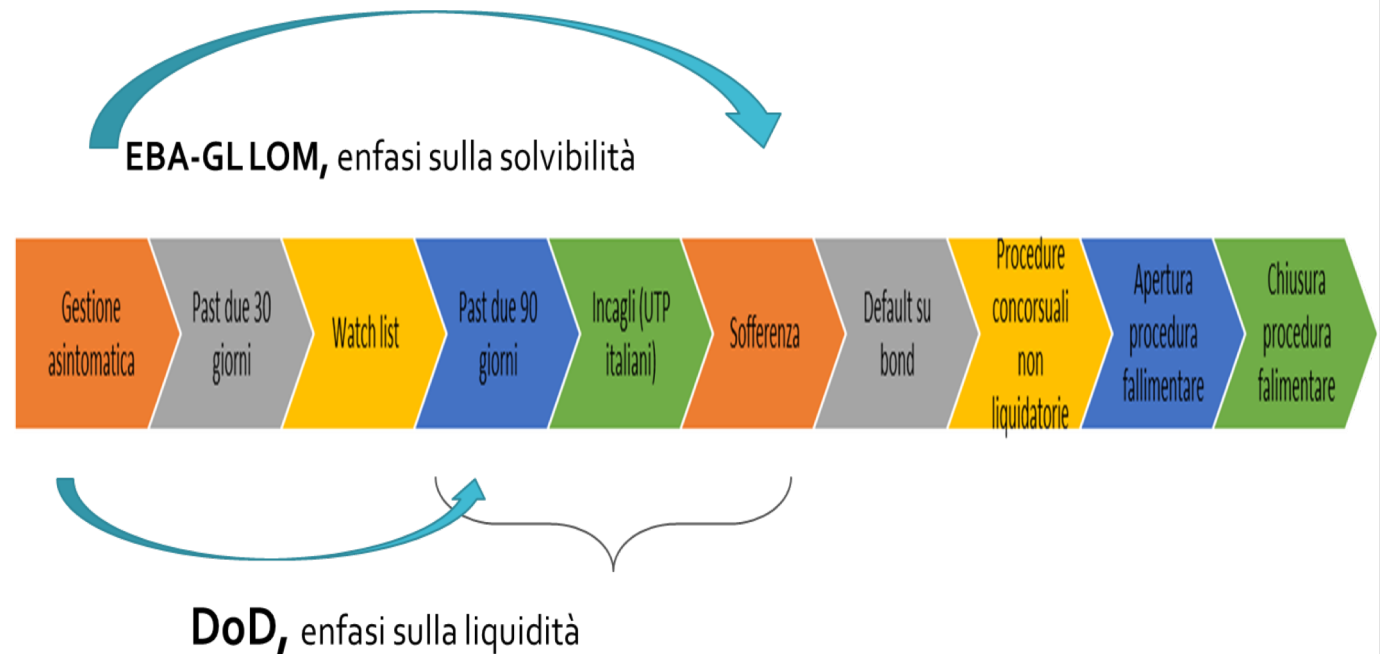 EBA-GL LOM, enfasi sulla solvibilità
Gestione
asintomatica
Past due 30
giorni
Watch list
Past due 90
giorni
Incagli (UTP
italiani)
Sofferenza
Default su
bond
Procedure
concorsuali
non
liquidatorie
Apertura
procedura
fallimentare
Chiusura
procedura
falimentare
DoD, enfasi sulla liquidità